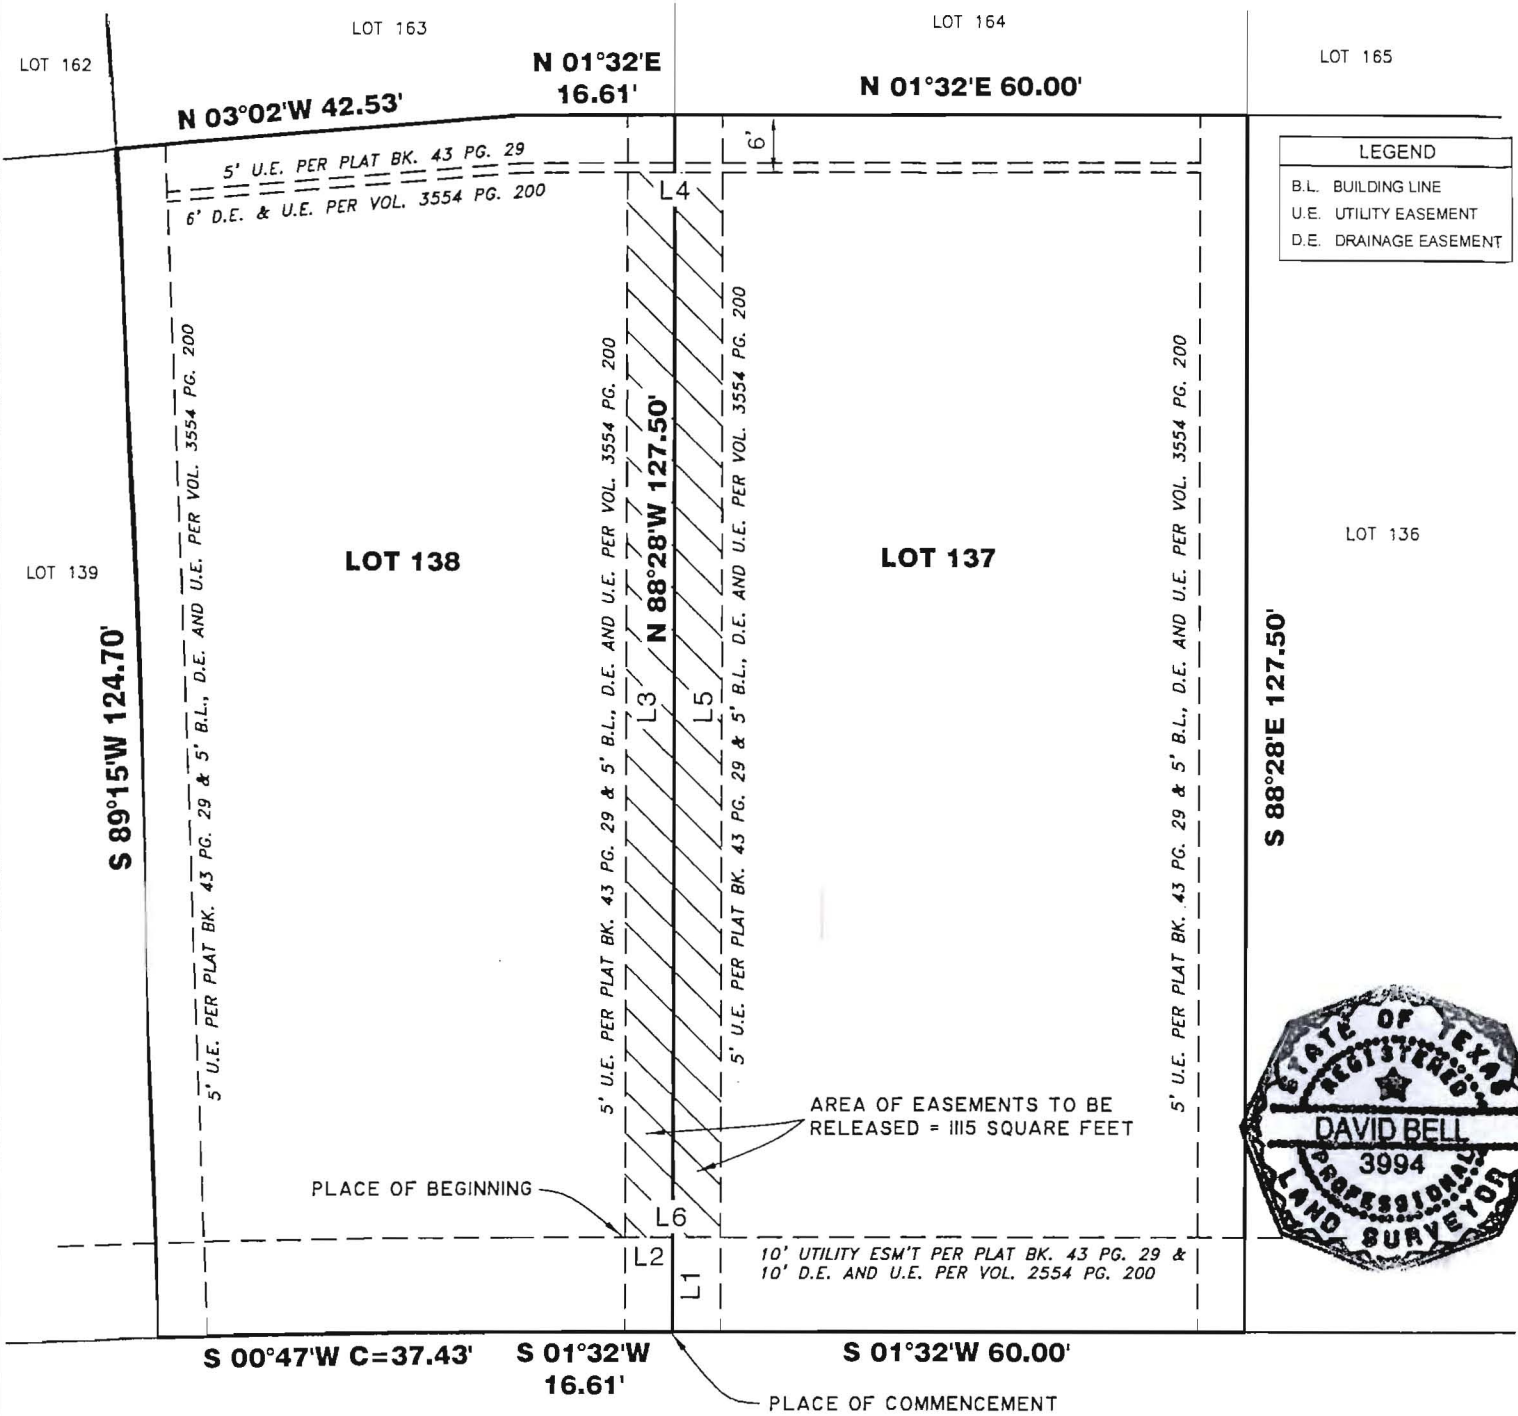 LOT 162
LOT 163
LOT 164
LOT 165
N 03°02'W 42.53'
N 01°32'E
16.61'
N 01°32'E 60.00'
6'
5' U.E. PER PLAT BK. 43 PG. 29
6' D.E. & U.E. PER VOL. 3554 PG. 200
L4
LEGEND
B.L. BUILDING LINE
U.E. UTILITY EASEMENT
D.E. DRAINAGE EASEMENT
LOT 139
S 89°15'W 124.70'
5' U.E. PER PLAT BK. 43 PG. 29 & 5' B.L., D.E. AND U.E. PER VOL. 3554 PG. 200
LOT 138
5' U.E. PER PLAT BK. 43 PG. 29 & 5' B.L., D.E. AND U.E. PER VOL. 3554 PG. 200
N 88°28'W 127.50'
L3
L5
5' U.E. PER PLAT BK. 43 PG. 29 & 5' B.L., D.E. AND U.E. PER VOL. 3554 PG. 200
LOT 137
5' U.E. PER PLAT BK. 43 PG. 29 & 5' B.L., D.E. AND U.E. PER VOL. 3554 PG. 200
S 88°28'E 127.50'
LOT 136
AREA OF EASEMENTS TO BE
RELEASED = 1115 SQUARE FEET
PLACE OF BEGINNING
L6
L2
L1
10' UTILITY ESM'T PER PLAT BK. 43 PG. 29 &
10' D.E. AND U.E. PER VOL. 2554 PG. 200
STATE OF TEXAS
REGISTERED
DAVID BELL
3994
PROFESSIONAL
LAND SURVEYOR
S 00°47'W C=37.43'
S 01°32'W
16.61'
S 01°32'W 60.00'
PLACE OF COMMENCEMENT